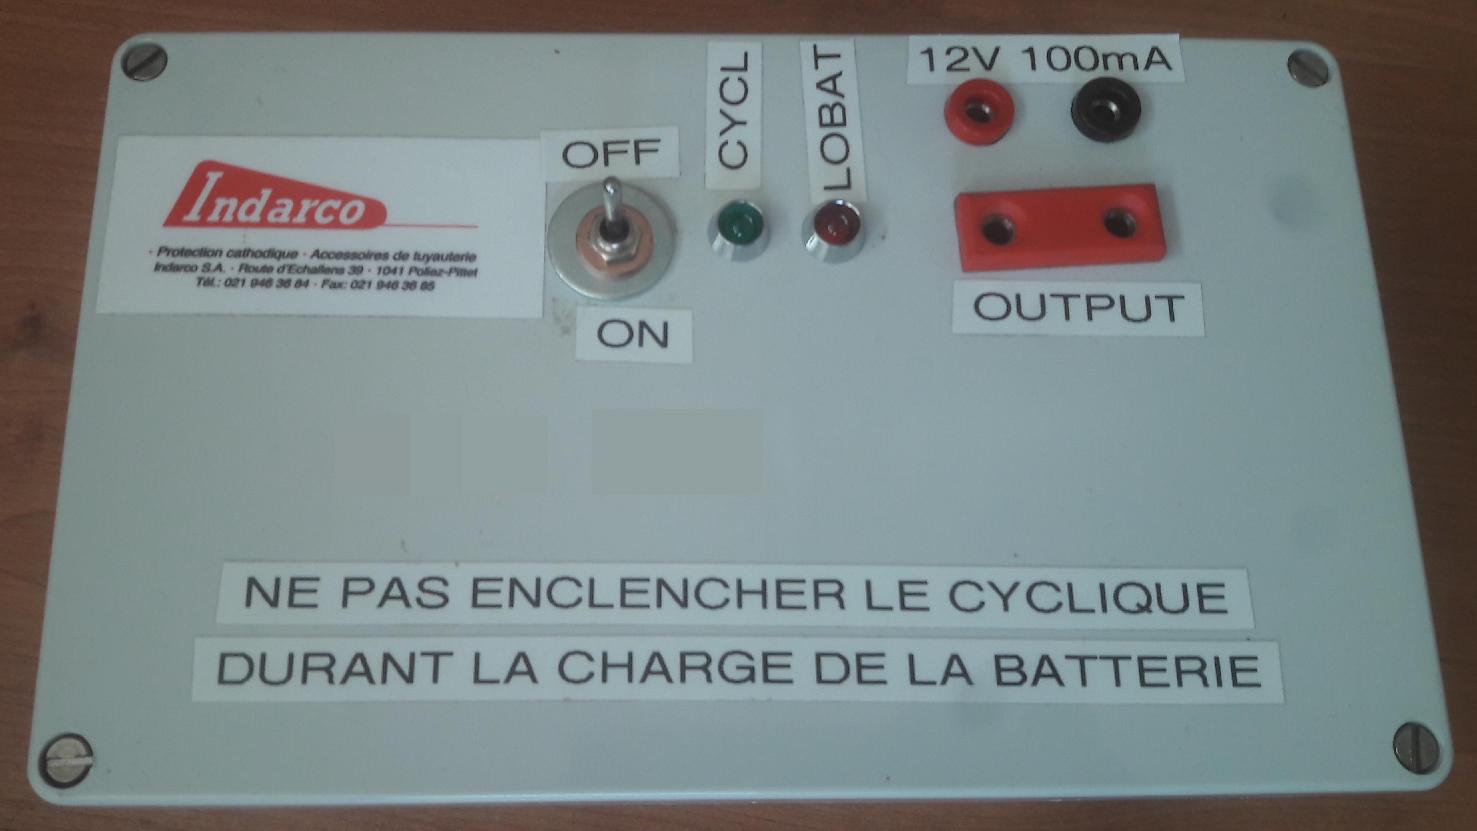 OFF
CYCL
LOBAT
12V 100mA
Indarco
· Protection cathodique · Accessoires de tuyauterie
Indarco S.A. · Route d'Echallens 39 · 1041 Poliez-Pittet
Tél.: 021 946 36 84 · Fax: 021 946 36 85
ON
OUTPUT
NE PAS ENCLENCHER LE CYCLIQUE
DURANT LA CHARGE DE LA BATTERIE